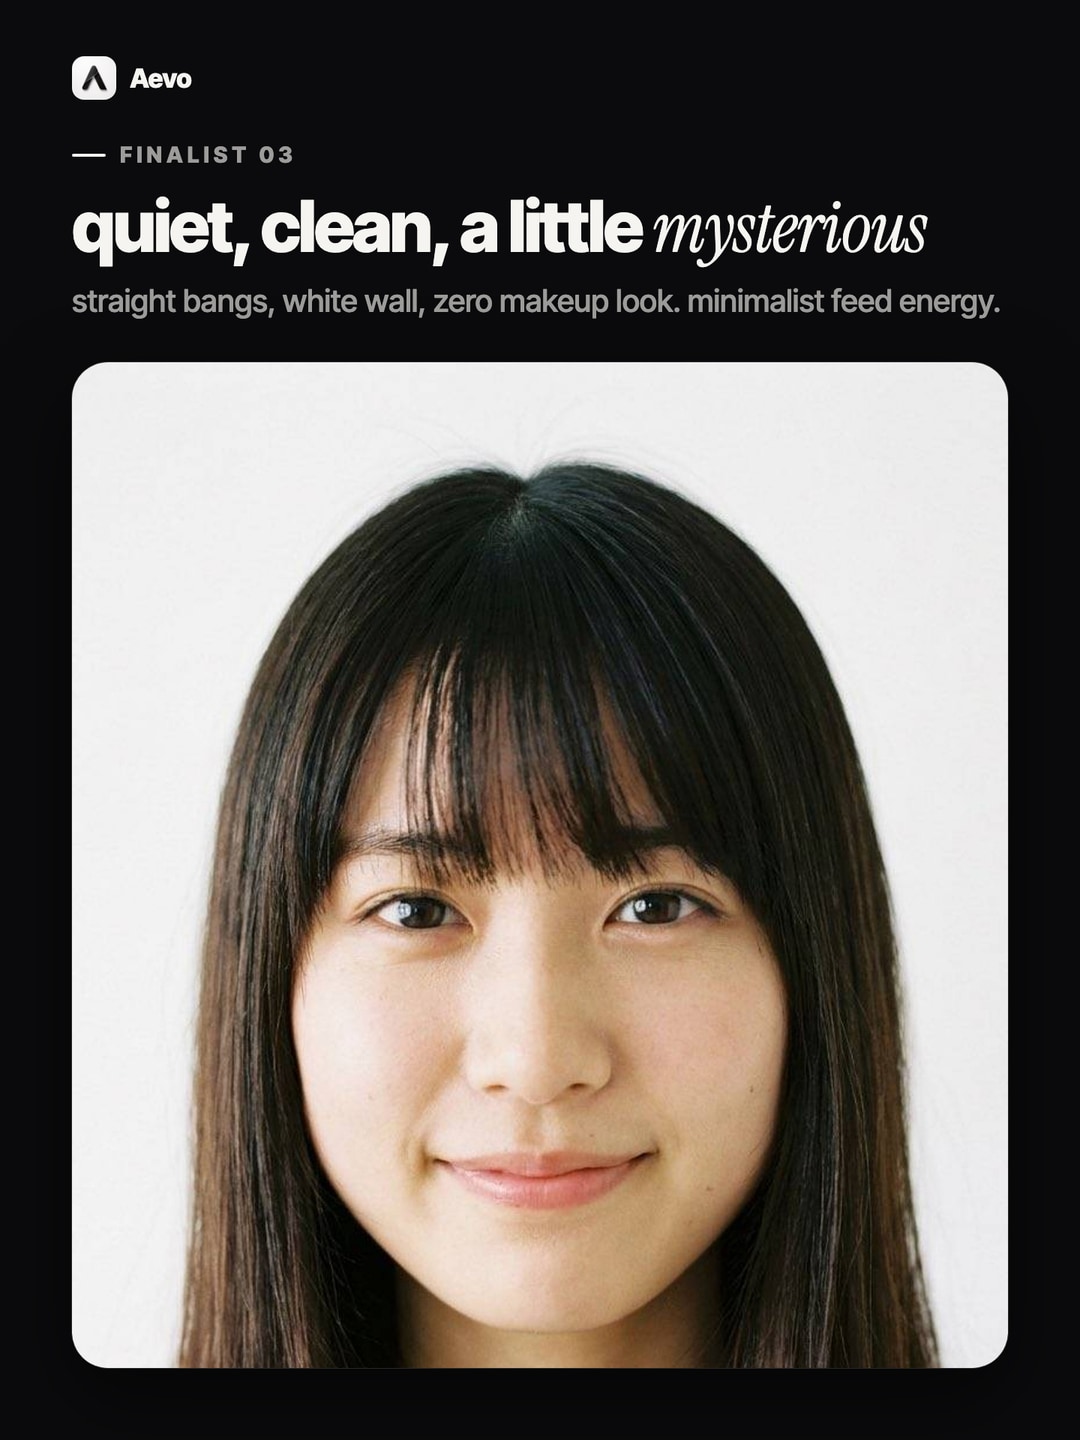 Aevo
FINALIST 03
quiet, clean, a little mysterious
straight bangs, white wall, zero makeup look. minimalist feed energy.